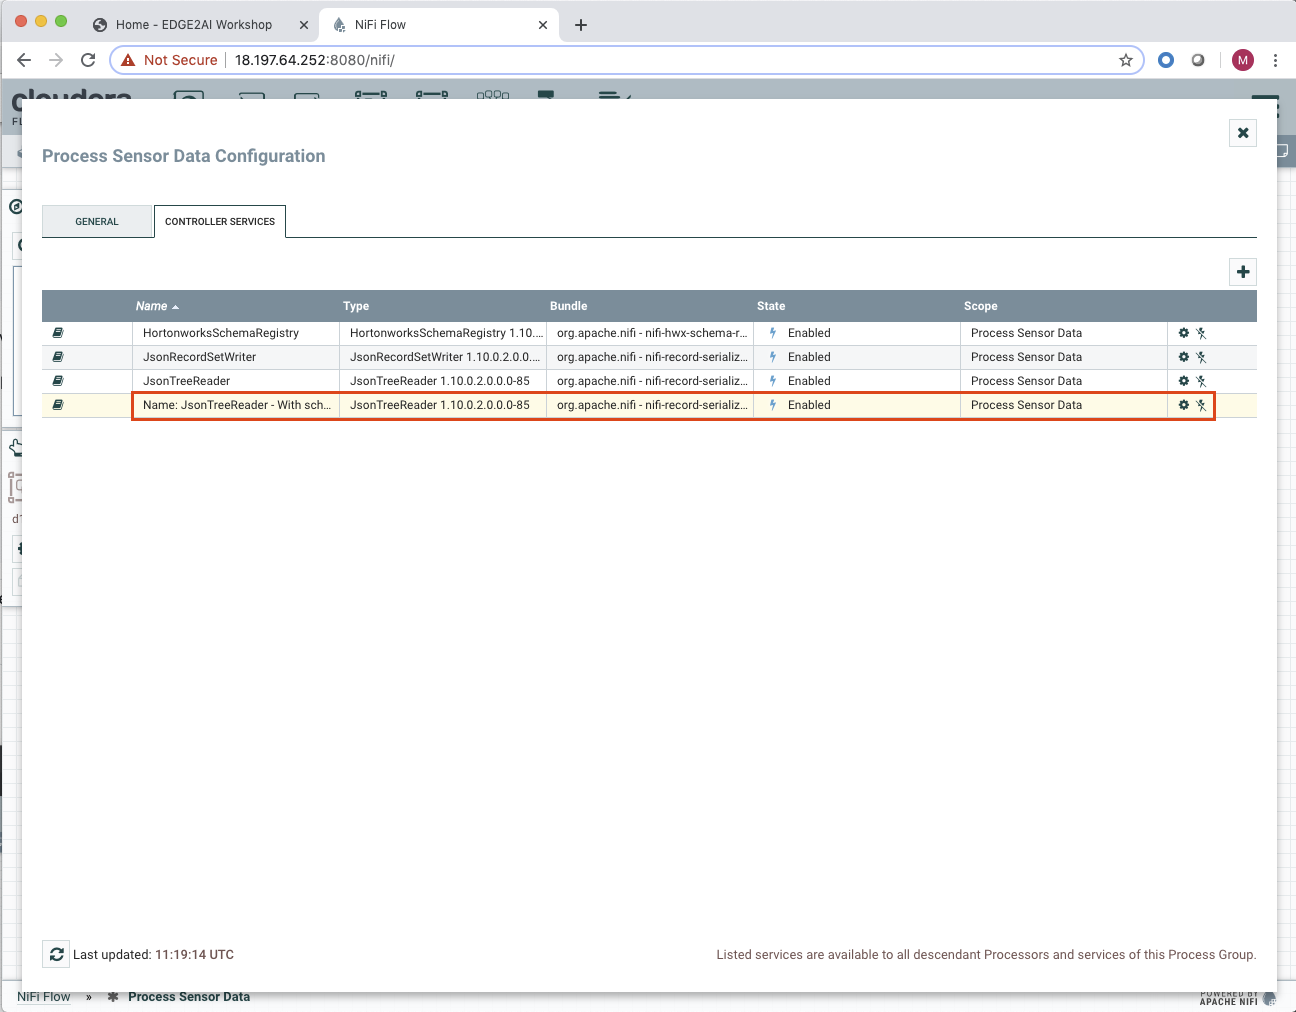 Home - EDGE2AI Workshop
NiFi Flow
Not Secure
18.197.64.252:8080/nifi/
M
cloudera
Process Sensor Data Configuration
GENERAL
CONTROLLER SERVICES
Name Type Bundle State Scope
HortonworksSchemaRegistry HortonworksSchemaRegistry 1.10.... org.apache.nifi - nifi-hwx-schema-r... Enabled Process Sensor Data
JsonRecordSetWriter JsonRecordSetWriter 1.10.0.2.0.0.... org.apache.nifi - nifi-record-serializ... Enabled Process Sensor Data
JsonTreeReader JsonTreeReader 1.10.0.2.0.0.0-85 org.apache.nifi - nifi-record-serializ... Enabled Process Sensor Data
Name: JsonTreeReader - With sch... JsonTreeReader 1.10.0.2.0.0.0-85 org.apache.nifi - nifi-record-serializ... Enabled Process Sensor Data
Last updated: 11:19:14 UTC
Listed services are available to all descendant Processors and services of this Process Group.
NiFi Flow » Process Sensor Data
POWERED BY
APACHE NIFI